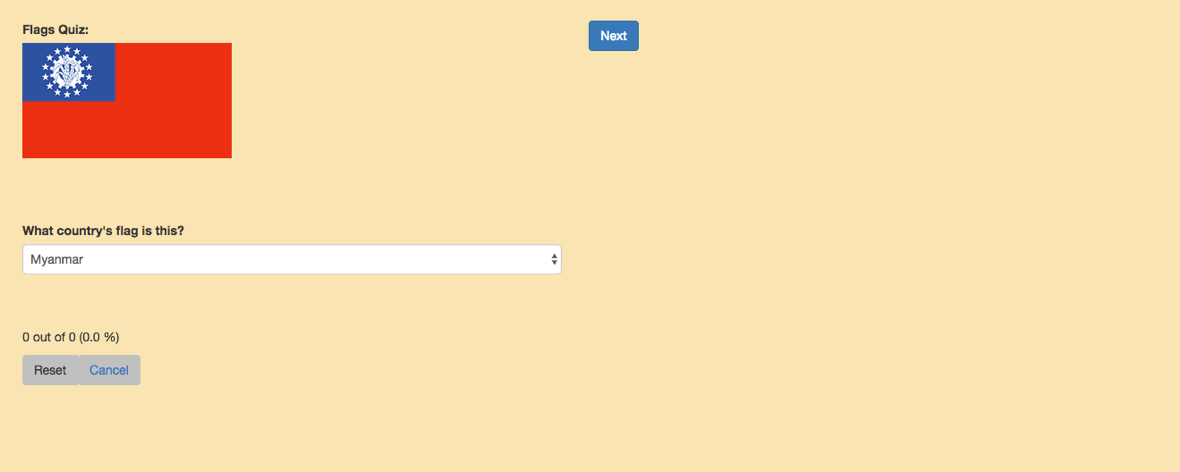 Flags Quiz:
Next
What country's flag is this?
Myanmar
0 out of 0 (0.0 %)
Reset Cancel